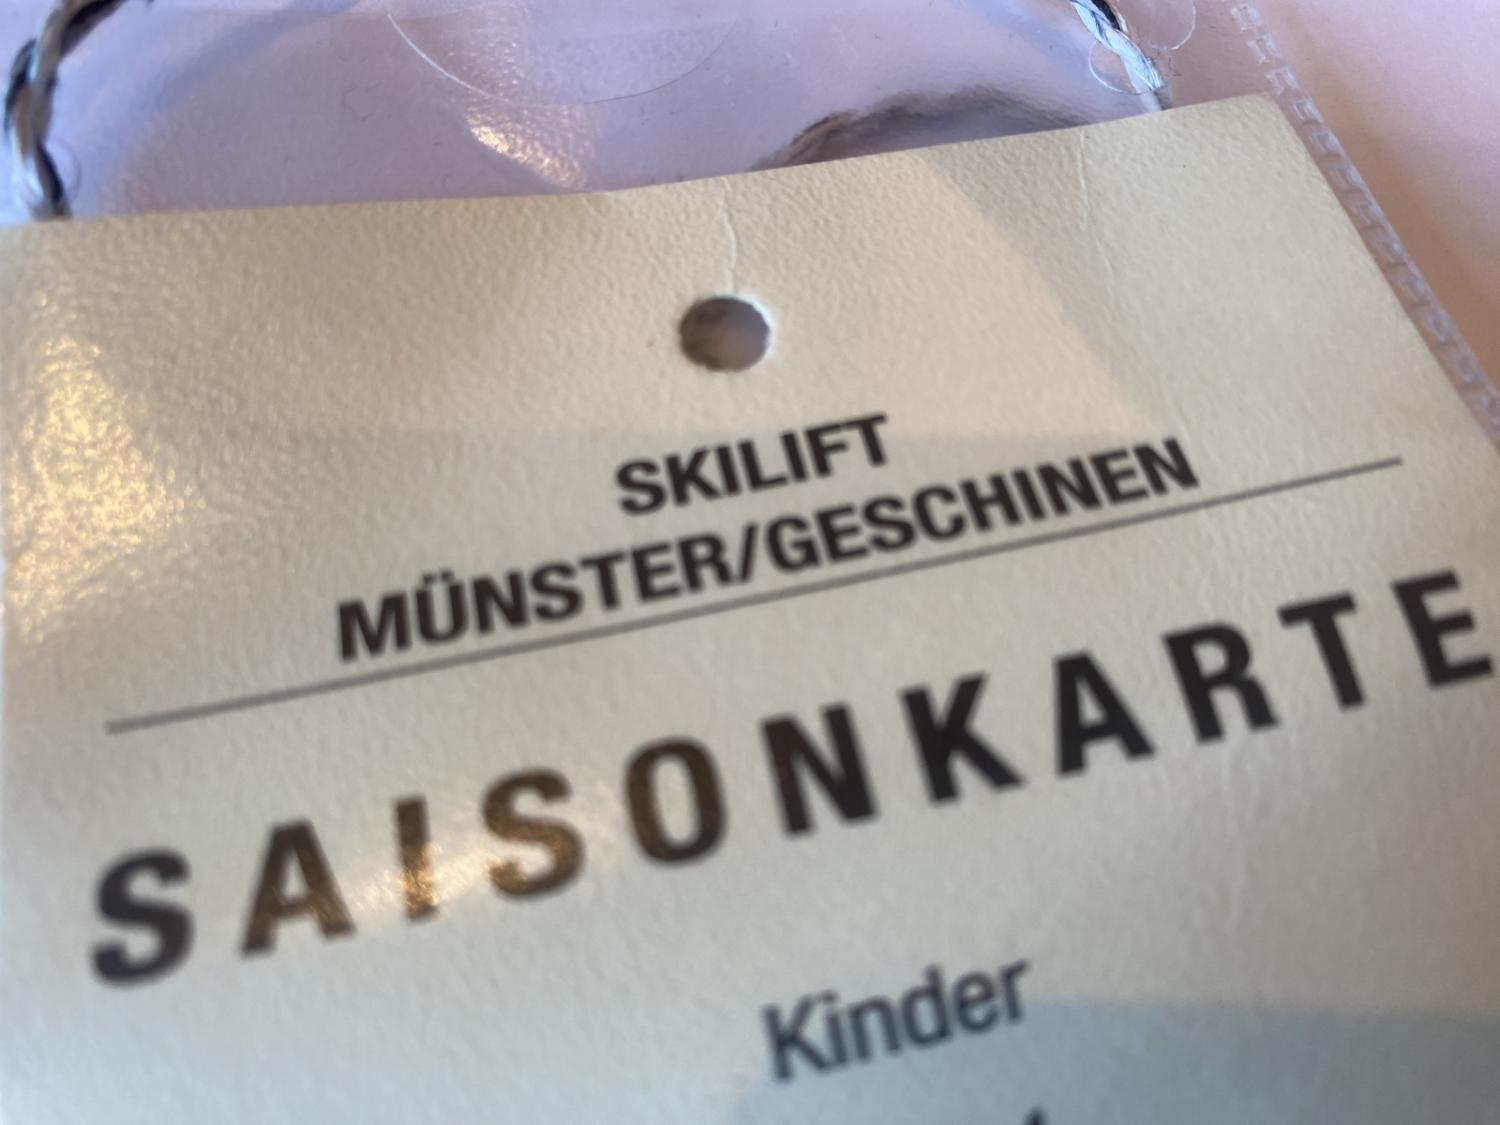 SKILIFT
MÜNSTER/GESCHINEN
SAISONKARTE
Kinder